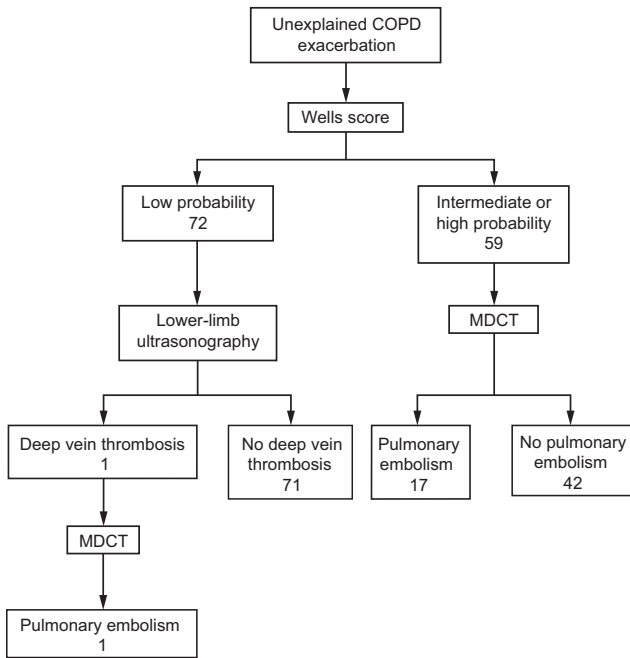 Unexplained COPD
exacerbation
Wells score
Low probability
72
Intermediate or
high probability
59
Lower-limb
ultrasonography
MDCT
Deep vein thrombosis
1
No deep vein
thrombosis
71
Pulmonary
embolism
17
No pulmonary
embolism
42
MDCT
Pulmonary embolism
1